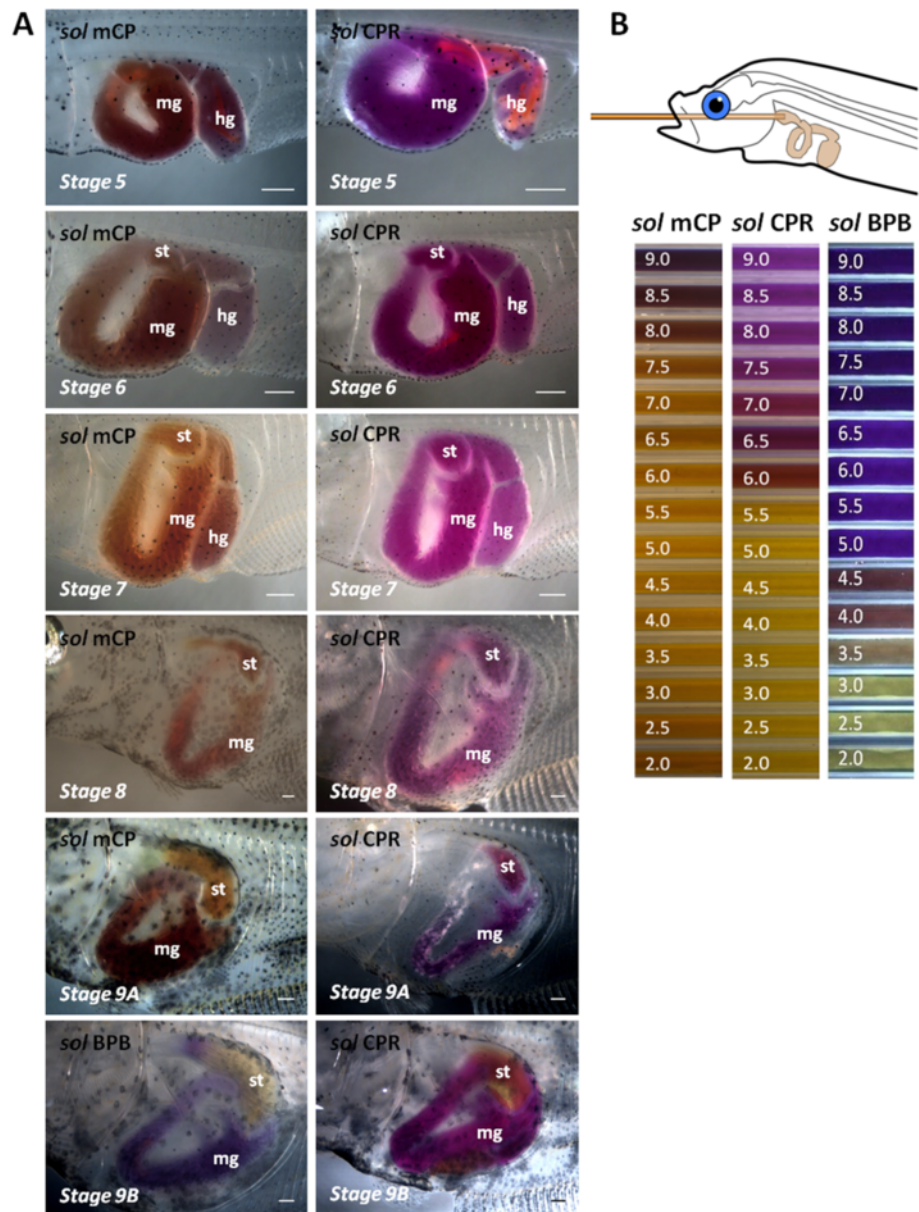 A
sol mCP
mg
hg
Stage 5
sol CPR
mg
hg
Stage 5
sol mCP
st
mg
hg
Stage 6
sol CPR
st
mg
hg
Stage 6
sol mCP
st
mg
hg
Stage 7
sol CPR
st
mg
hg
Stage 7
sol mCP
st
mg
Stage 8
sol CPR
st
mg
Stage 8
sol mCP
st
mg
Stage 9A
sol CPR
st
mg
Stage 9A
sol BPB
st
mg
Stage 9B
sol CPR
st
mg
Stage 9B
B
sol mCP sol CPR sol BPB
9.0 9.0 9.0
8.5 8.5 8.5
8.0 8.0 8.0
7.5 7.5 7.5
7.0 7.0 7.0
6.5 6.5 6.5
6.0 6.0 6.0
5.5 5.5 5.5
5.0 5.0 5.0
4.5 4.5 4.5
4.0 4.0 4.0
3.5 3.5 3.5
3.0 3.0 3.0
2.5 2.5 2.5
2.0 2.0 2.0